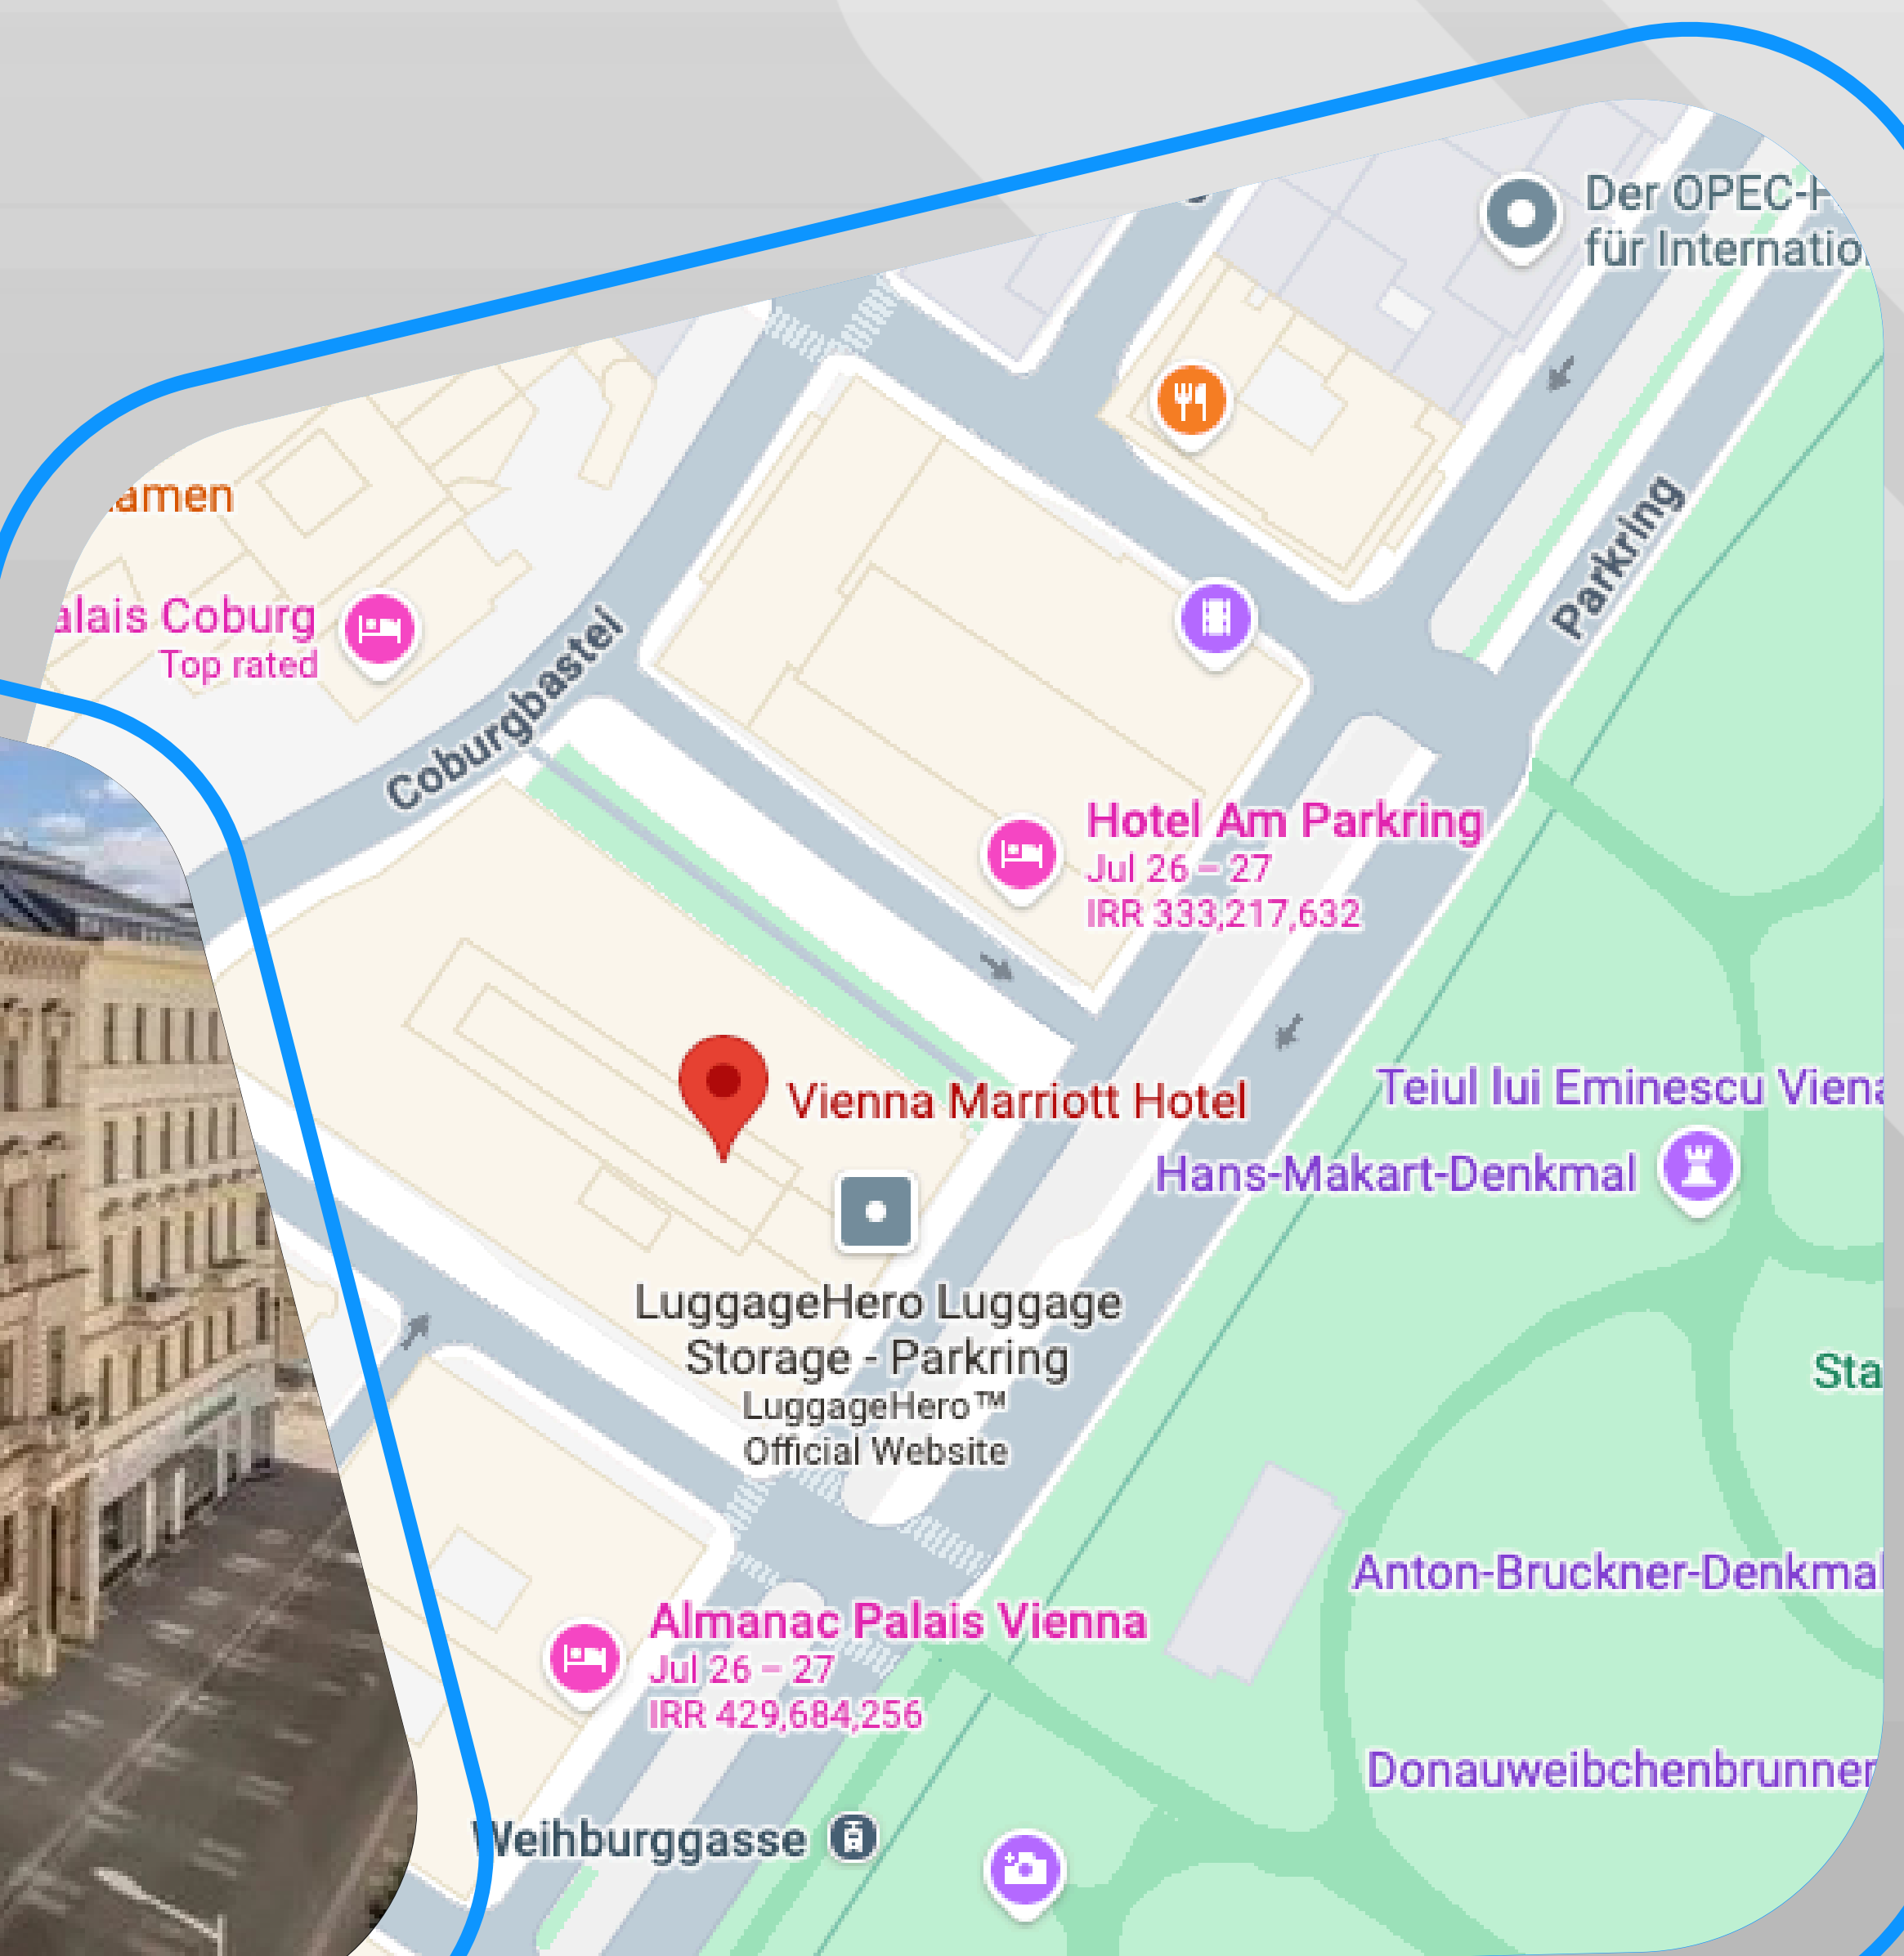 Der OPEC-F
für Internatio
amen
alais Coburg
Top rated
Parkring
Coburgbastei
Hotel Am Parkring
Jul 26 – 27
IRR 333,217,632
Vienna Marriott Hotel
Teiul lui Eminescu Viena
Hans-Makart-Denkmal
LuggageHero Luggage
Storage - Parkring
LuggageHero™
Official Website
Sta
Anton-Bruckner-Denkmal
Almanac Palais Vienna
Jul 26 – 27
IRR 429,684,256
Donauweibchenbrunnen
Weihburggasse